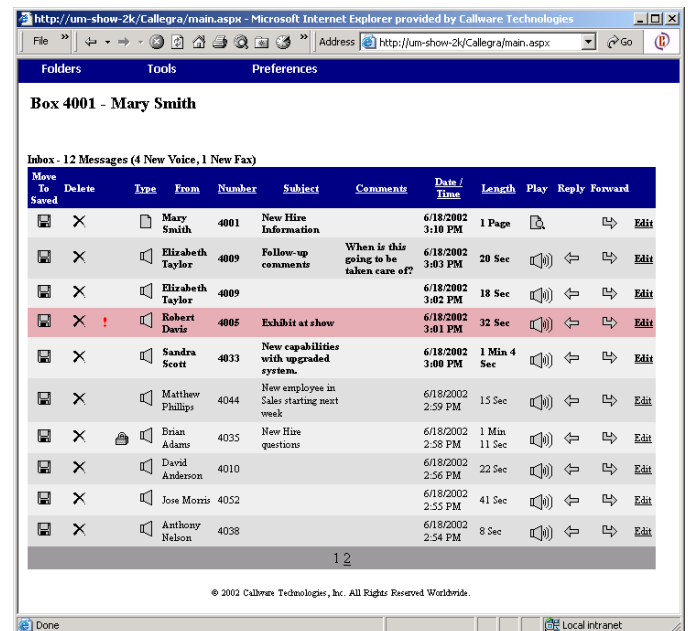 http://um-show-2k/Callegra/main.aspx - Microsoft Internet Explorer provided by Callware Technologies
File » » Address http://um-show-2k/Callegra/main.aspx Go
Folders Tools Preferences
Box 4001 - Mary Smith
Inbox - 12 Messages (4 New Voice, 1 New Fax)
Move To Saved Delete Type From Number Subject Comments Date / Time Length Play Reply Forward
Mary Smith 4001 New Hire Information 6/18/2002 3:10 PM 1 Page Edit
Elizabeth Taylor 4009 Follow-up comments When is this going to be taken care of? 6/18/2002 3:03 PM 20 Sec Edit
Elizabeth Taylor 4009 6/18/2002 3:02 PM 18 Sec Edit
! Robert Davis 4005 Exhibit at show 6/18/2002 3:01 PM 32 Sec Edit
Sandra Scott 4033 New capabilities with upgraded system. 6/18/2002 3:00 PM 1 Min 4 Sec Edit
Matthew Phillips 4044 New employee in Sales starting next week 6/18/2002 2:59 PM 15 Sec Edit
Brian Adams 4035 New Hire questions 6/18/2002 2:58 PM 1 Min 11 Sec Edit
David Anderson 4010 6/18/2002 2:56 PM 22 Sec Edit
Jose Morris 4052 6/18/2002 2:55 PM 41 Sec Edit
Anthony Nelson 4038 6/18/2002 2:54 PM 8 Sec Edit
1 2
© 2002 Callware Technologies, Inc. All Rights Reserved Worldwide.
Done Local intranet